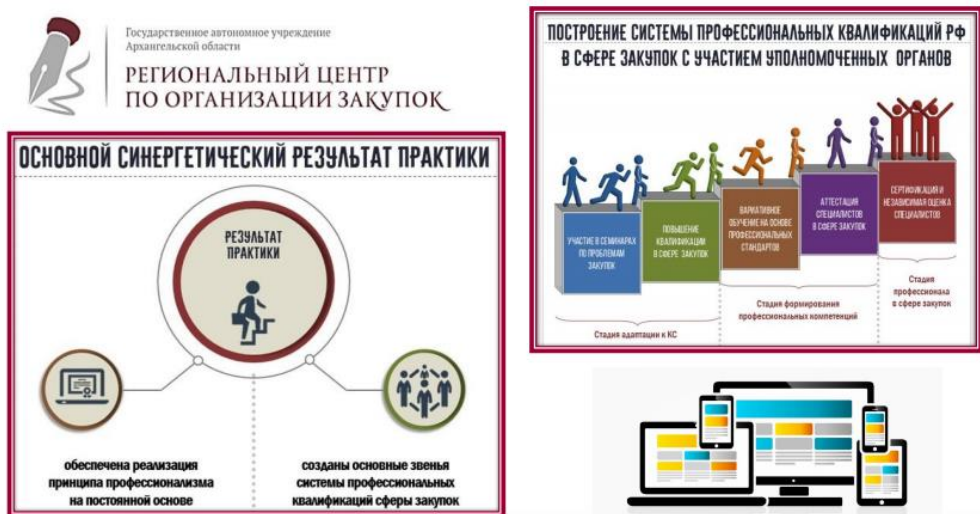 Государственное автономное учреждение
Архангельской области
РЕГИОНАЛЬНЫЙ ЦЕНТР
ПО ОРГАНИЗАЦИИ ЗАКУПОК
ОСНОВНОЙ СИНЕРГЕТИЧЕСКИЙ РЕЗУЛЬТАТ ПРАКТИКИ
РЕЗУЛЬТАТ
ПРАКТИКИ
обеспечена реализация
принципа профессионализма
на постоянной основе
созданы основные звенья
системы профессиональных
квалификаций сферы закупок
ПОСТРОЕНИЕ СИСТЕМЫ ПРОФЕССИОНАЛЬНЫХ КВАЛИФИКАЦИЙ РФ
В СФЕРЕ ЗАКУПОК С УЧАСТИЕМ УПОЛНОМОЧЕННЫХ ОРГАНОВ
УЧАСТИЕ В СЕМИНАРАХ
ПО ПРОБЛЕМАМ
ЗАКУПОК
ПОВЫШЕНИЕ
КВАЛИФИКАЦИИ
В СФЕРЕ ЗАКУПОК
ВАРИАТИВНОЕ
ОБУЧЕНИЕ НА ОСНОВЕ
ПРОФЕССИОНАЛЬНЫХ
СТАНДАРТОВ
АТТЕСТАЦИЯ
СПЕЦИАЛИСТОВ
В СФЕРЕ ЗАКУПОК
СЕРТИФИКАЦИЯ И
НЕЗАВИСИМАЯ ОЦЕНКА
СПЕЦИАЛИСТОВ
Стадия адаптации к КС
Стадия формирования
профессиональных компетенций
Стадия
профессионала
в сфере закупок